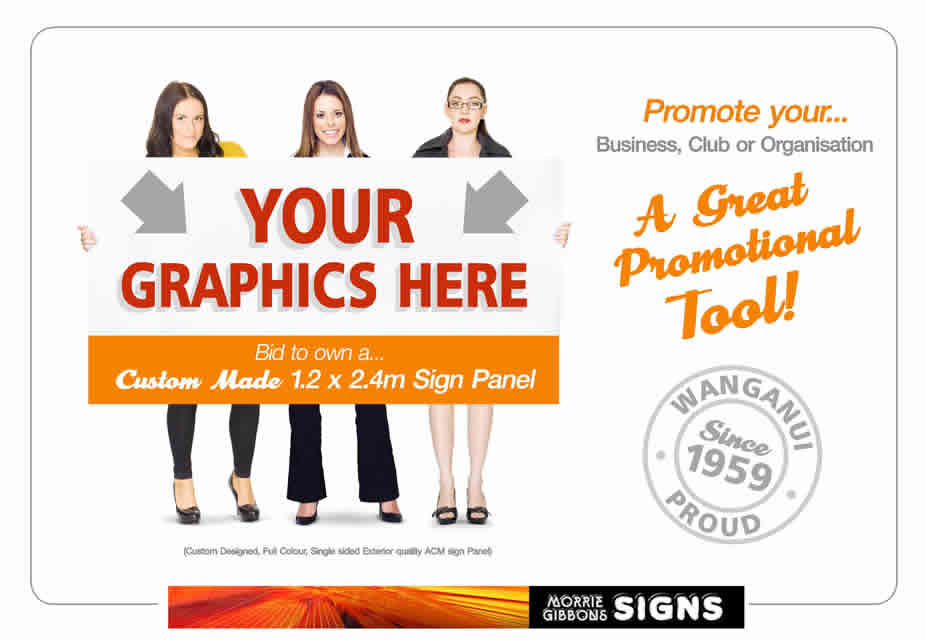 YOUR
GRAPHICS HERE
Bid to own a...
Custom Made 1.2 x 2.4m Sign Panel
(Custom Designed, Full Colour, Single sided Exterior quality ACM sign Panel)
Promote your...
Business, Club or Organisation
A Great
Promotional
Tool!
WANGANUI
Since
1959
PROUD
MORRIE
GIBBONS SIGNS